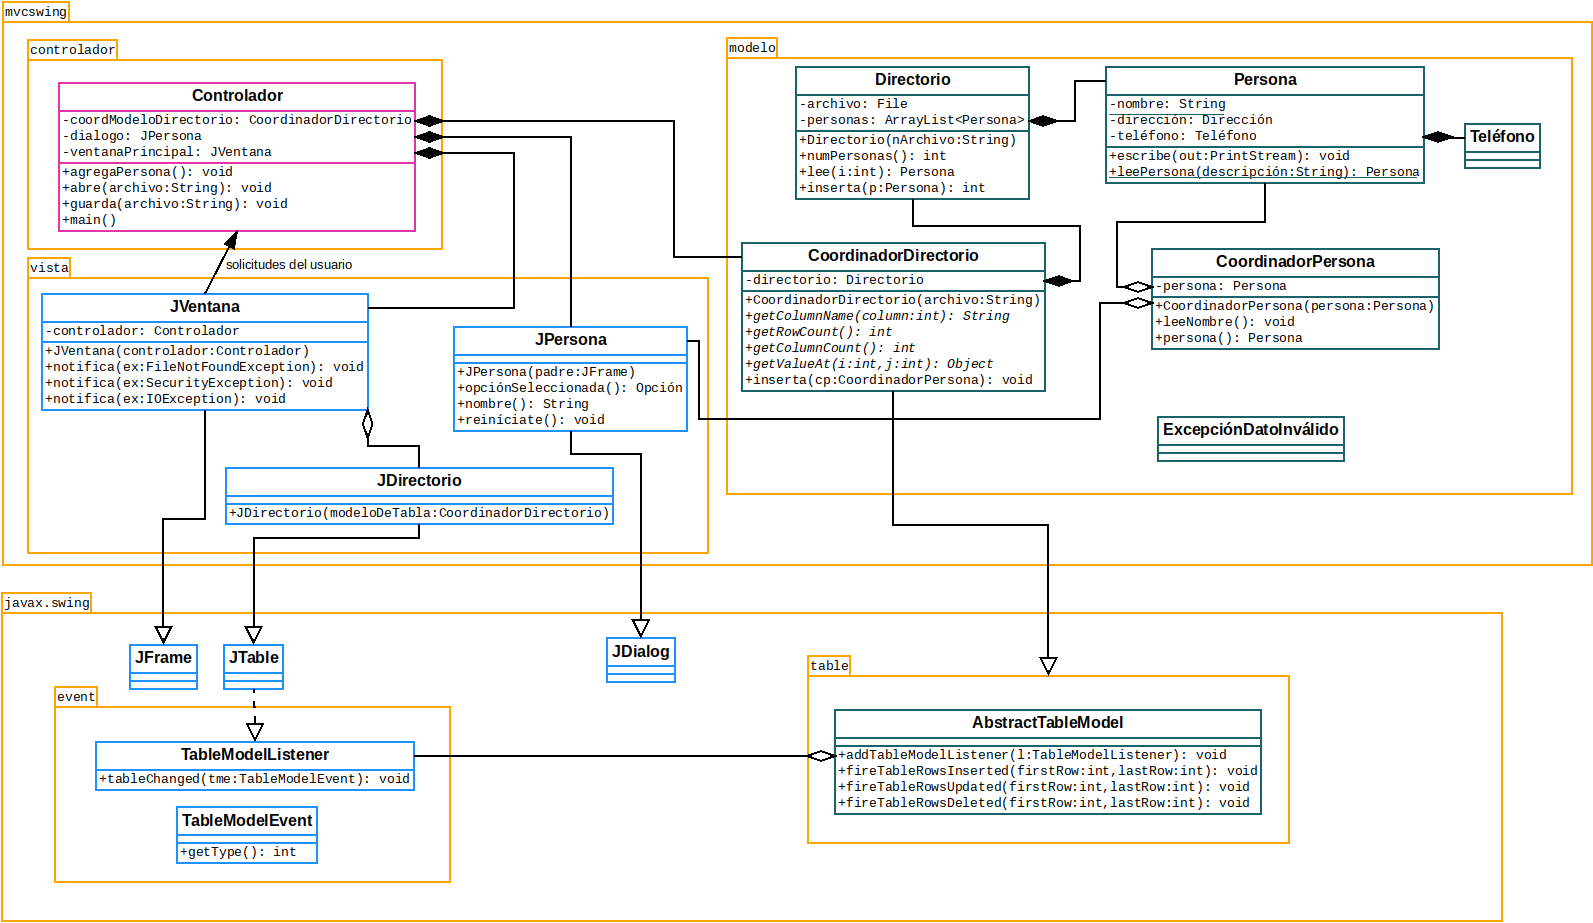 mvcswing
controlador
Controlador
-coordModeloDirectorio: CoordinadorDirectorio
-dialogo: JPersona
-ventanaPrincipal: JVentana
+agregaPersona(): void
+abre(archivo:String): void
+guarda(archivo:String): void
+main()
solicitudes del usuario
vista
JVentana
-controlador: Controlador
+JVentana(controlador:Controlador)
+notifica(ex:FileNotFoundException): void
+notifica(ex:SecurityException): void
+notifica(ex:IOException): void
JPersona
+JPersona(padre:JFrame)
+opciónSeleccionada(): Opción
+nombre(): String
+reiníciate(): void
JDirectorio
+JDirectorio(modeloDeTabla:CoordinadorDirectorio)
modelo
Directorio
-archivo: File
-personas: ArrayList<Persona>
+Directorio(nArchivo:String)
+numPersonas(): int
+lee(i:int): Persona
+inserta(p:Persona): int
Persona
-nombre: String
-dirección: Dirección
-teléfono: Teléfono
+escribe(out:PrintStream): void
+leePersona(descripción:String): Persona
Teléfono
CoordinadorDirectorio
-directorio: Directorio
+CoordinadorDirectorio(archivo:String)
+getColumnName(column:int): String
+getRowCount(): int
+getColumnCount(): int
+getValueAt(i:int,j:int): Object
+inserta(cp:CoordinadorPersona): void
CoordinadorPersona
-persona: Persona
+CoordinadorPersona(persona:Persona)
+leeNombre(): void
+persona(): Persona
ExcepciónDatoInválido
javax.swing
JFrame
JTable
JDialog
event
TableModelListener
+tableChanged(tme:TableModelEvent): void
TableModelEvent
+getType(): int
table
AbstractTableModel
+addTableModelListener(l:TableModelListener): void
+fireTableRowsInserted(firstRow:int,lastRow:int): void
+fireTableRowsUpdated(firstRow:int,lastRow:int): void
+fireTableRowsDeleted(firstRow:int,lastRow:int): void